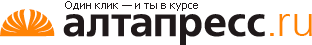 Один клик — и ты в курсе
алтапресс.ru